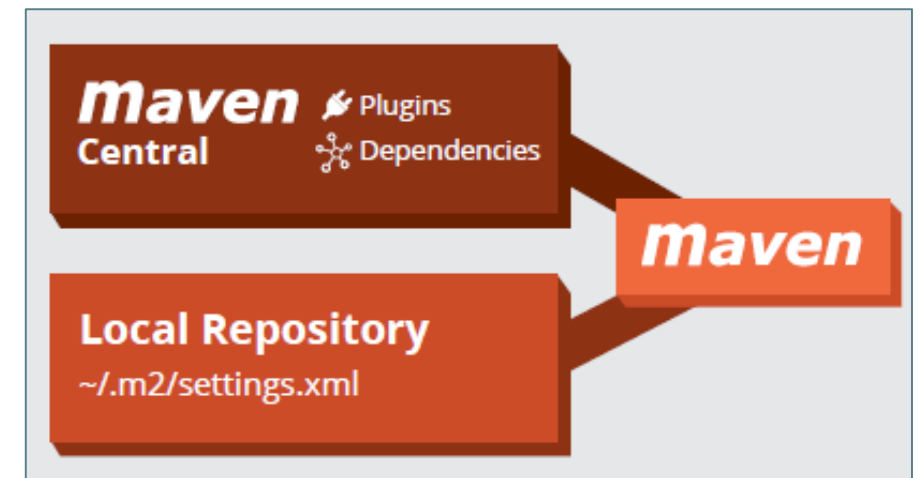 maven
Central
Plugins
Dependencies
maven
Local Repository
~/.m2/settings.xml